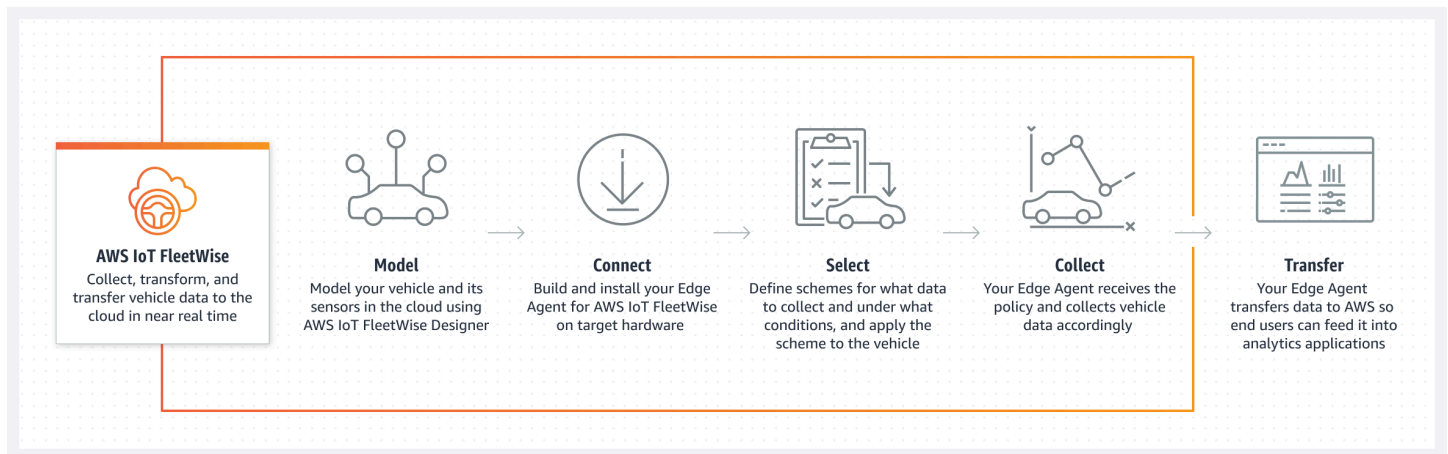 AWS IoT FleetWise
Collect, transform, and
transfer vehicle data to the
cloud in near real time
Model
Model your vehicle and its
sensors in the cloud using
AWS IoT FleetWise Designer
Connect
Build and install your Edge
Agent for AWS IoT FleetWise
on target hardware
Select
Define schemes for what data
to collect and under what
conditions, and apply the
scheme to the vehicle
Collect
Your Edge Agent receives the
policy and collects vehicle
data accordingly
Transfer
Your Edge Agent
transfers data to AWS so
end users can feed it into
analytics applications